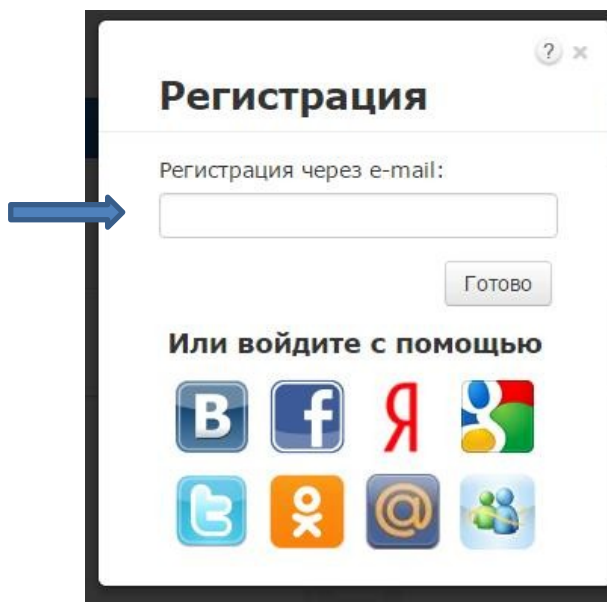 ?
Регистрация
Регистрация через e-mail:
Готово
Или войдите с помощью
В f Я g
t @